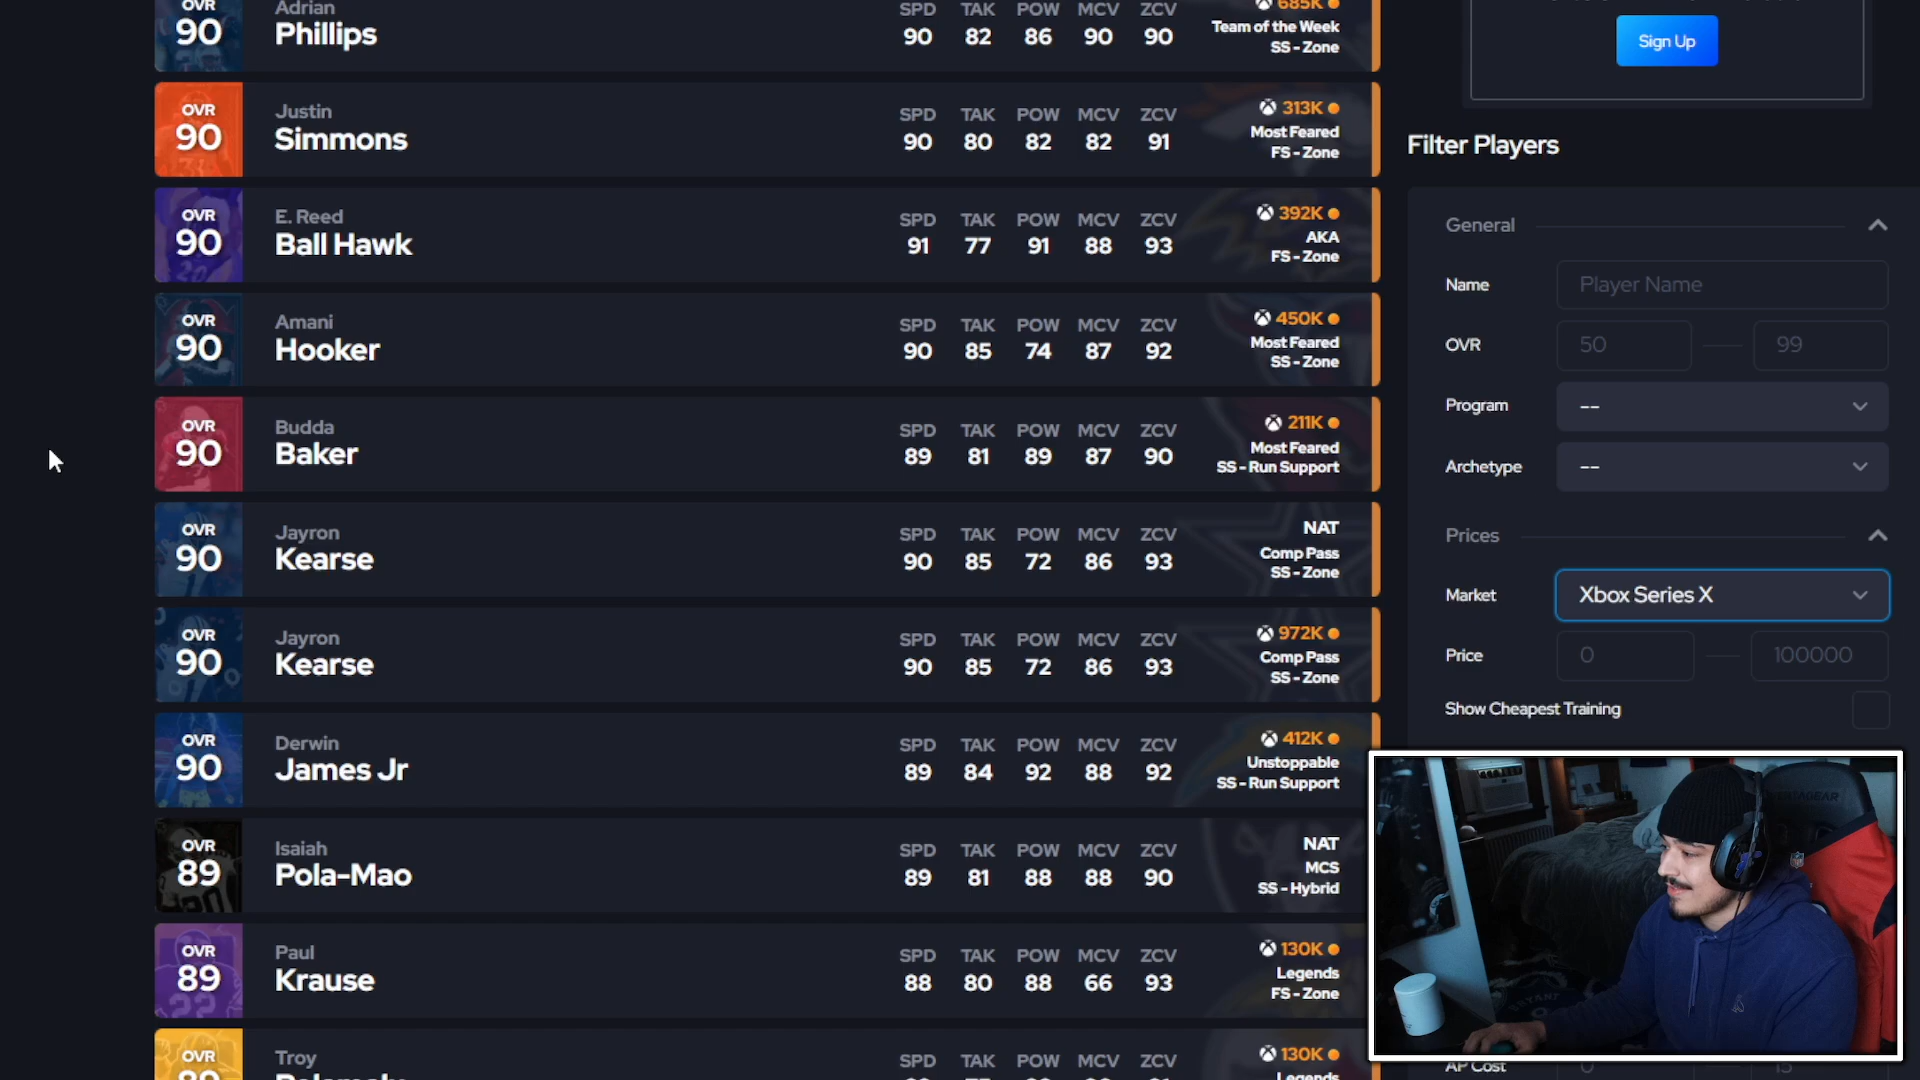 OVR 90 Adrian Phillips SPD 90 TAK 82 POW 86 MCV 90 ZCV 90 685K Team of the Week SS - Zone
Sign Up
OVR 90 Justin Simmons SPD 90 TAK 80 POW 82 MCV 82 ZCV 91 313K Most Feared FS - Zone
OVR 90 E. Reed Ball Hawk SPD 91 TAK 77 POW 91 MCV 88 ZCV 93 392K AKA FS - Zone
OVR 90 Amani Hooker SPD 90 TAK 85 POW 74 MCV 87 ZCV 92 450K Most Feared SS - Zone
OVR 90 Budda Baker SPD 89 TAK 81 POW 89 MCV 87 ZCV 90 211K Most Feared SS - Run Support
OVR 90 Jayron Kearse SPD 90 TAK 85 POW 72 MCV 86 ZCV 93 NAT Comp Pass SS - Zone
OVR 90 Jayron Kearse SPD 90 TAK 85 POW 72 MCV 86 ZCV 93 972K Comp Pass SS - Zone
OVR 90 Derwin James Jr SPD 89 TAK 84 POW 92 MCV 88 ZCV 92 412K Unstoppable SS - Run Support
OVR 89 Isaiah Pola-Mao SPD 89 TAK 81 POW 88 MCV 88 ZCV 90 NAT MCS SS - Hybrid
OVR 89 Paul Krause SPD 88 TAK 80 POW 88 MCV 66 ZCV 93 130K Legends FS - Zone
OVR 89 Troy Polamalu SPD TAK POW MCV ZCV 130K Legends
Filter Players
General
Name Player Name
OVR 50 — 99
Program --
Archetype --
Prices
Market Xbox Series X
Price 0 — 100000
Show Cheapest Training
AP Cost 0 15